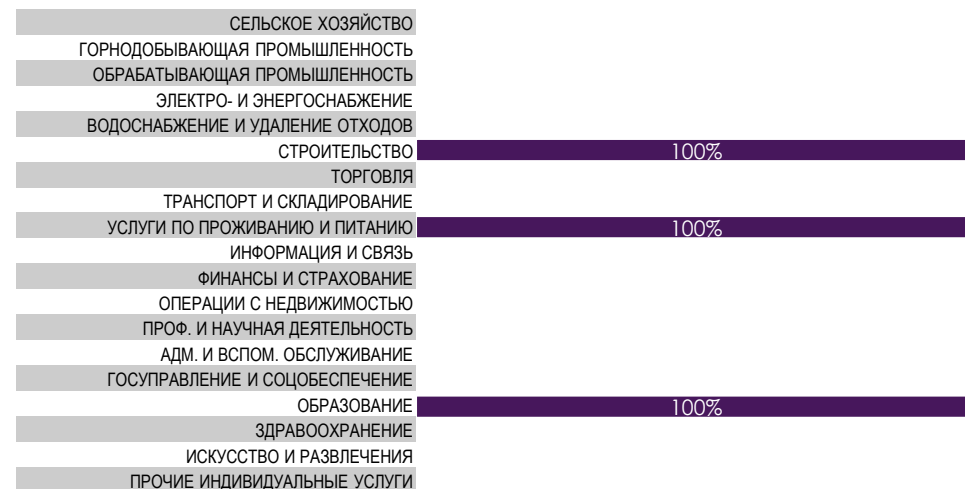 СЕЛЬСКОЕ ХОЗЯЙСТВО
ГОРНОДОБЫВАЮЩАЯ ПРОМЫШЛЕННОСТЬ
ОБРАБАТЫВАЮЩАЯ ПРОМЫШЛЕННОСТЬ
ЭЛЕКТРО- И ЭНЕРГОСНАБЖЕНИЕ
ВОДОСНАБЖЕНИЕ И УДАЛЕНИЕ ОТХОДОВ
СТРОИТЕЛЬСТВО 100%
ТОРГОВЛЯ
ТРАНСПОРТ И СКЛАДИРОВАНИЕ
УСЛУГИ ПО ПРОЖИВАНИЮ И ПИТАНИЮ 100%
ИНФОРМАЦИЯ И СВЯЗЬ
ФИНАНСЫ И СТРАХОВАНИЕ
ОПЕРАЦИИ С НЕДВИЖИМОСТЬЮ
ПРОФ. И НАУЧНАЯ ДЕЯТЕЛЬНОСТЬ
АДМ. И ВСПОМ. ОБСЛУЖИВАНИЕ
ГОСУПРАВЛЕНИЕ И СОЦОБЕСПЕЧЕНИЕ
ОБРАЗОВАНИЕ 100%
ЗДРАВООХРАНЕНИЕ
ИСКУССТВО И РАЗВЛЕЧЕНИЯ
ПРОЧИЕ ИНДИВИДУАЛЬНЫЕ УСЛУГИ